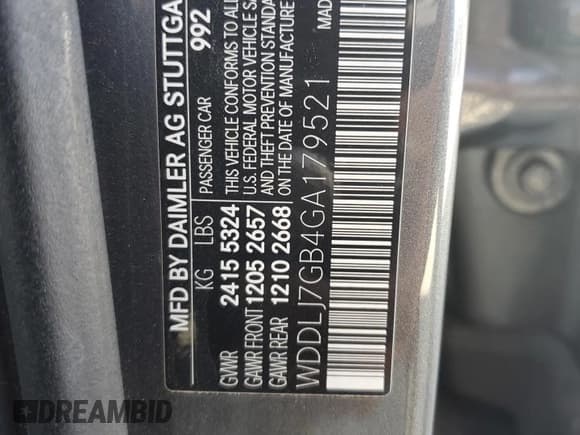 MFD BY DAIMLER AG STUTTGA
992
KG LBS PASSENGER CAR
GVWR 2415 5324 THIS VEHICLE CONFORMS TO ALL
GAWR FRONT 1205 2657 U.S. FEDERAL MOTOR VEHICLE SA
GAWR REAR 1210 2668 AND THEFT PREVENTION STANDAR
ON THE DATE OF MANUFACTURE
WDDLJ7GB4GA179521 MAD
DREAMBID